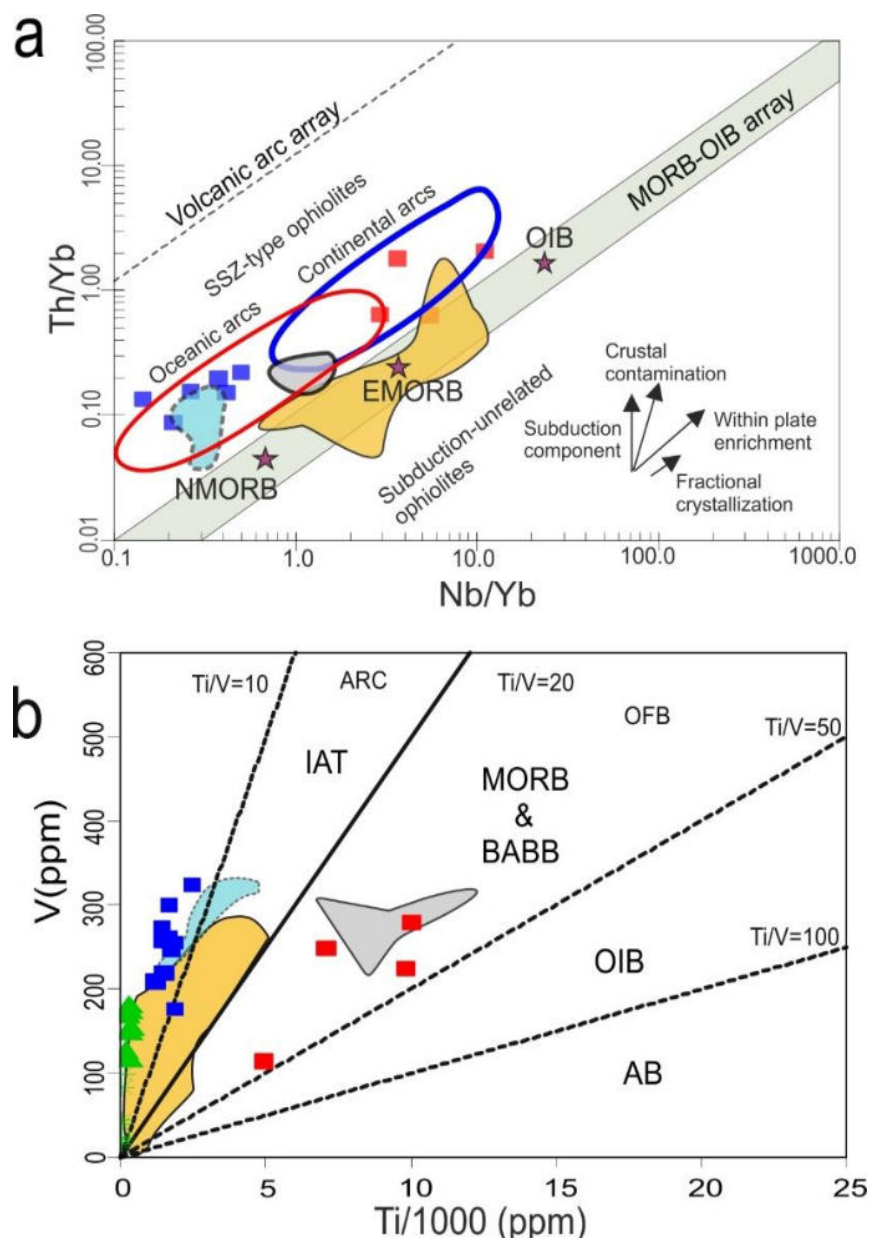 a
100.00
10.00
1.00
0.10
0.01
Th/Yb
Volcanic arc array
SSZ-type ophiolites
Continental arcs
Oceanic arcs
MORB-OIB array
OIB
EMORB
NMORB
Subduction-unrelated
ophiolites
Crustal
contamination
Subduction
component
Within plate
enrichment
Fractional
crystallization
0.1
1.0
10.0
100.0
1000.0
Nb/Yb
b
600
500
400
300
200
100
0
V(ppm)
Ti/V=10
ARC
Ti/V=20
OFB
Ti/V=50
IAT
MORB
&
BABB
Ti/V=100
OIB
AB
0
5
10
15
20
25
Ti/1000 (ppm)